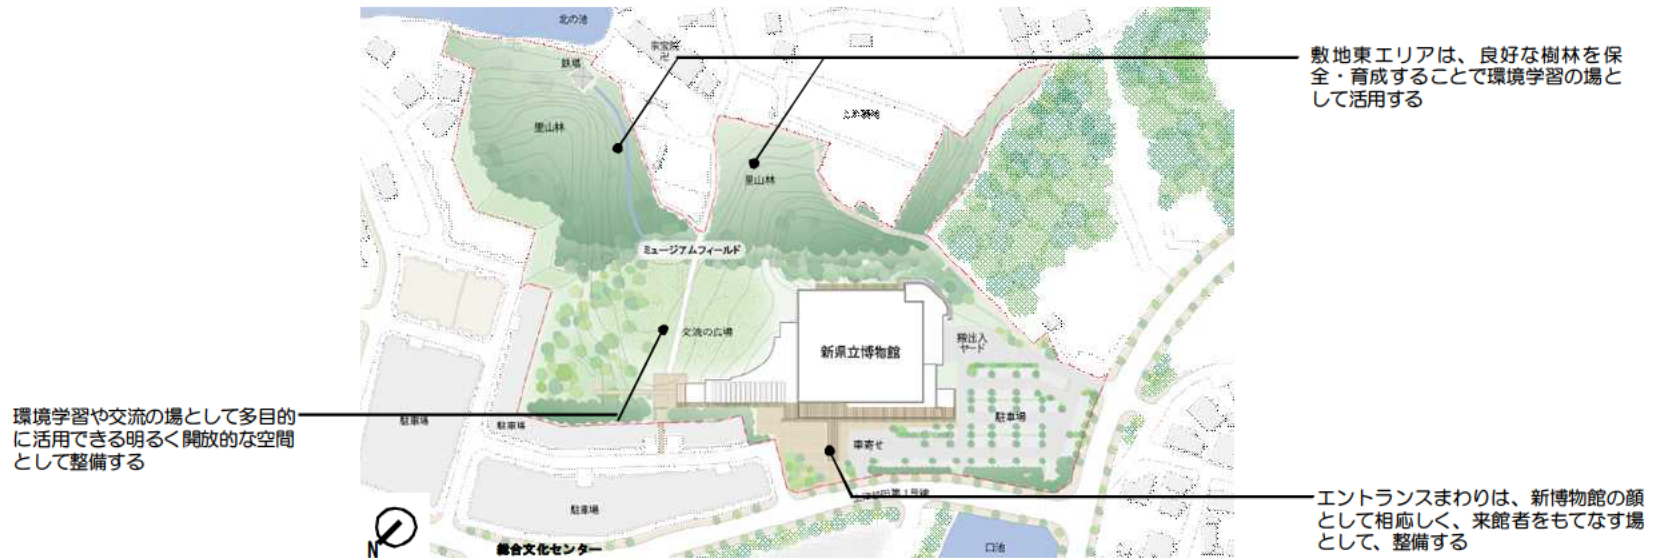 北の池
宗宝院
鉄塔
里山林
里山林
敷地東エリアは、良好な樹林を保
全・育成することで環境学習の場と
して活用する
ミュージアムフィールド
交流の広場
新県立博物館
搬出入
ヤード
環境学習や交流の場として多目的
に活用できる明るく開放的な空間
として整備する
駐車場
駐車場
駐車場
車寄せ
駐車場
N
総合文化センター
口池
エントランスまわりは、新博物館の顔
として相応しく、来館者をもてなす場
として、整備する